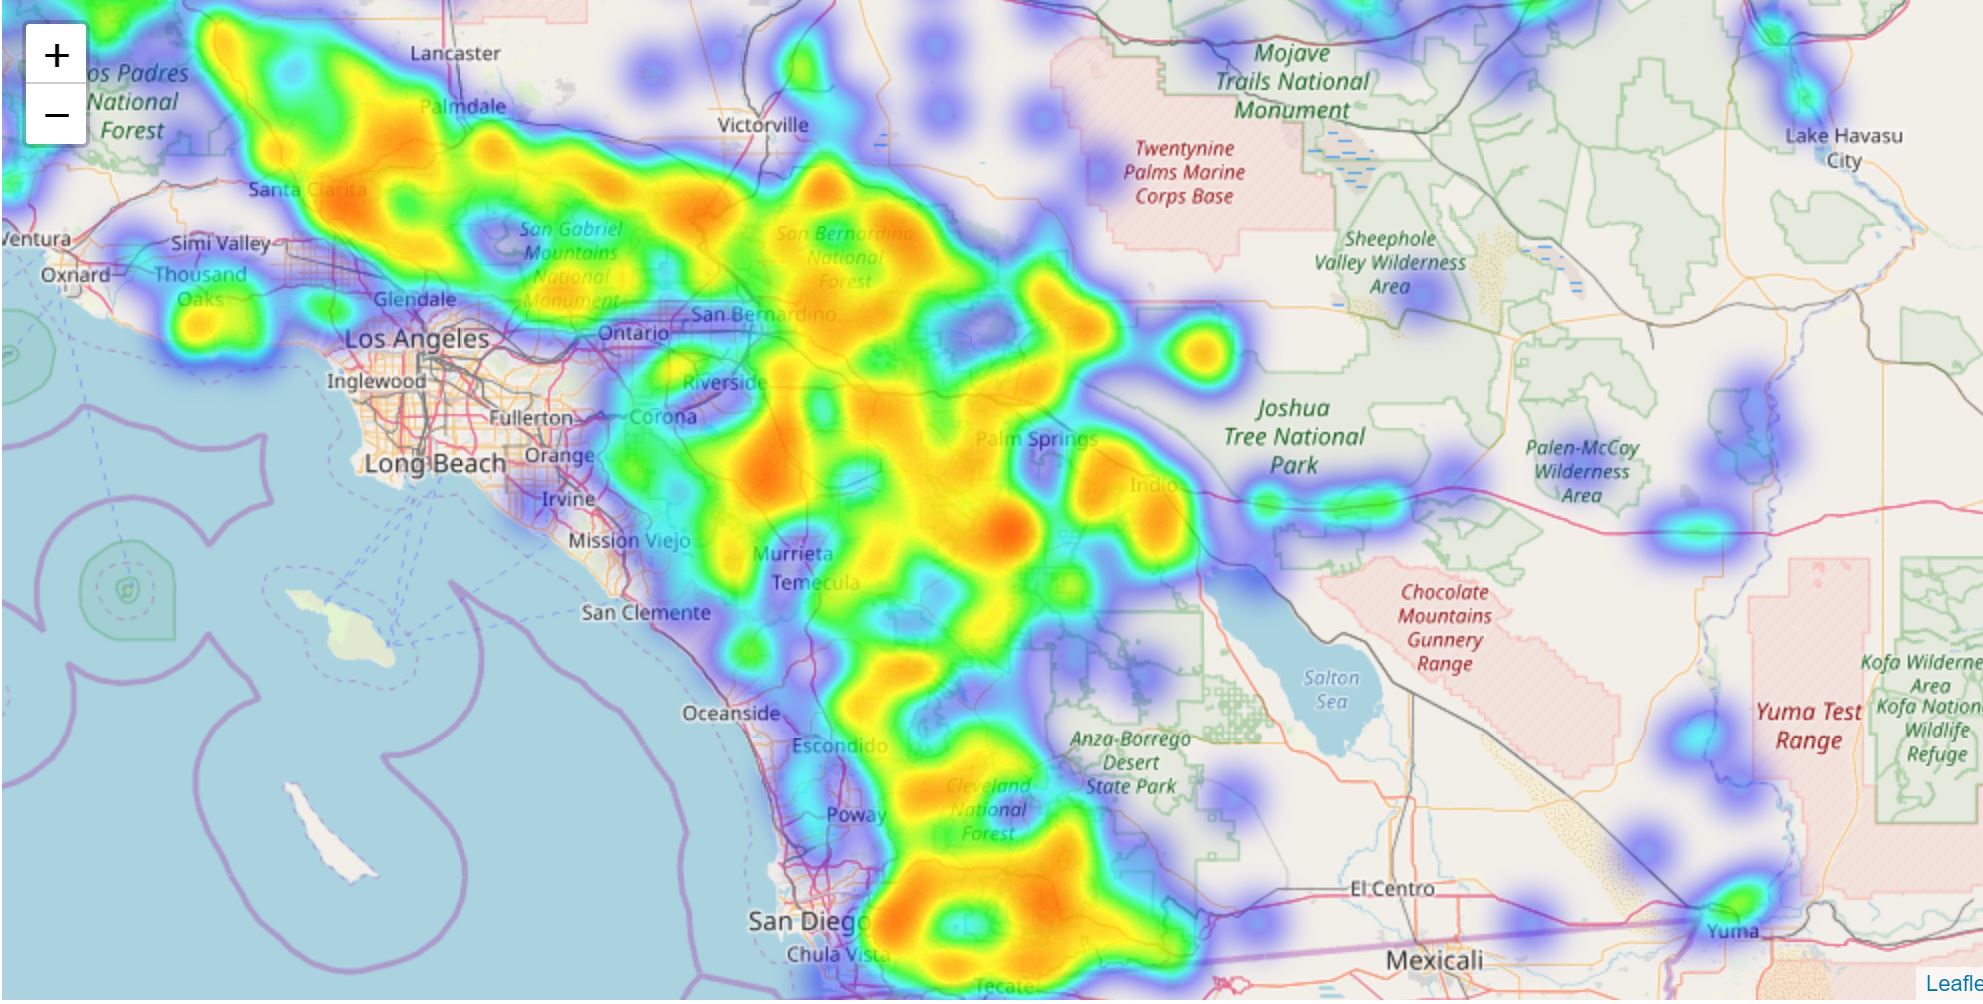 +
−
Lancaster
os Padres
National
Forest
Palmdale
Victorville
Mojave
Trails National
Monument
Twentynine
Palms Marine
Corps Base
Lake Havasu
City
Santa Clarita
Ventura
Simi Valley
Oxnard
Thousand
Oaks
San Gabriel
Mountains
National
Monument
San Bernardino
National
Forest
Sheephole
Valley Wilderness
Area
Glendale
San Bernardino
Los Angeles
Ontario
Inglewood
Riverside
Fullerton
Corona
Joshua
Tree National
Park
Palm Springs
Orange
Long Beach
Palen-McCoy
Wilderness
Area
Indio
Irvine
Mission Viejo
Murrieta
Temecula
San Clemente
Chocolate
Mountains
Gunnery
Range
Salton
Sea
Kofa Wilderne
Area
Kofa Nation
Wildlife
Refuge
Yuma Test
Range
Oceanside
Escondido
Anza-Borrego
Desert
State Park
Cleveland
National
Forest
Poway
El Centro
San Diego
Chula Vista
Yuma
Mexicali
Tecate
Leafle